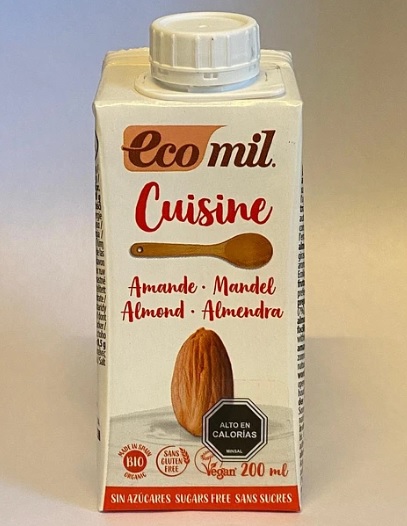 ecomil.
Cuisine
Amande · Mandel
Almond · Almendra
ALTO EN
CALORÍAS
MINSAL
MADE IN SPAIN
BIO
ORGANIC
SANS
GLUTEN
FREE
Vegan
200 ml
SIN AZÚCARES SUGARS FREE SANS SUCRES